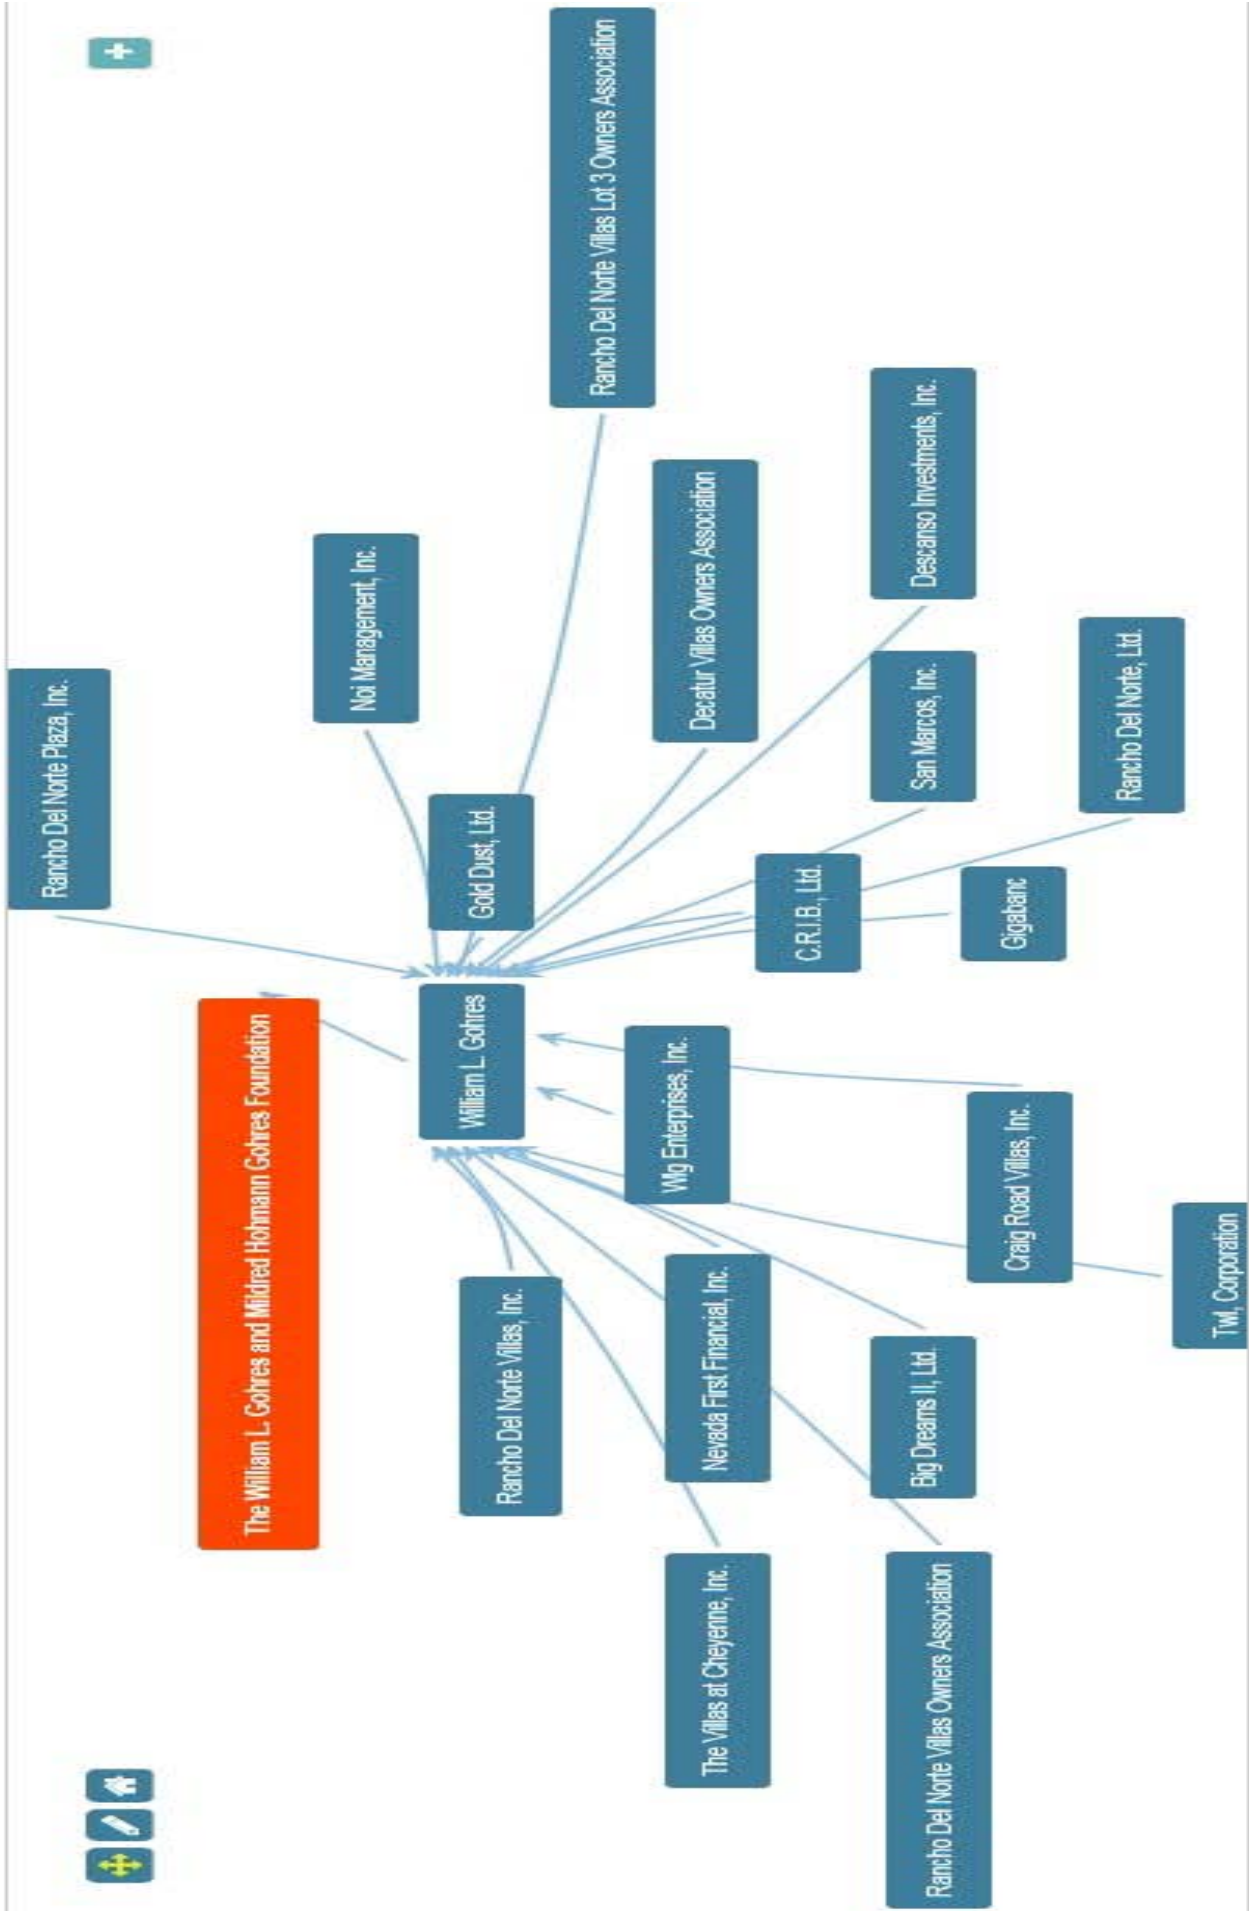 The William L. Gohres and Mildred Hohmann Gohres Foundation
Rancho Del Norte Plaza, Inc.
Noi Management, Inc.
William L. Gohres
Gold Dust, Ltd.
Rancho Del Norte Villas, Inc.
Rancho Del Norte Villas Lot 3 Owners Association
Wlg Enterprises, Inc.
Decatur Villas Owners Association
The Villas at Cheyenne, Inc.
Nevada First Financial, Inc.
C.R.I.B., Ltd.
Big Dreams II, Ltd.
San Marcos, Inc.
Descanso Investments, Inc.
Rancho Del Norte Villas Owners Association
Craig Road Villas, Inc.
Gigabanc
Rancho Del Norte, Ltd.
Twl, Corporation